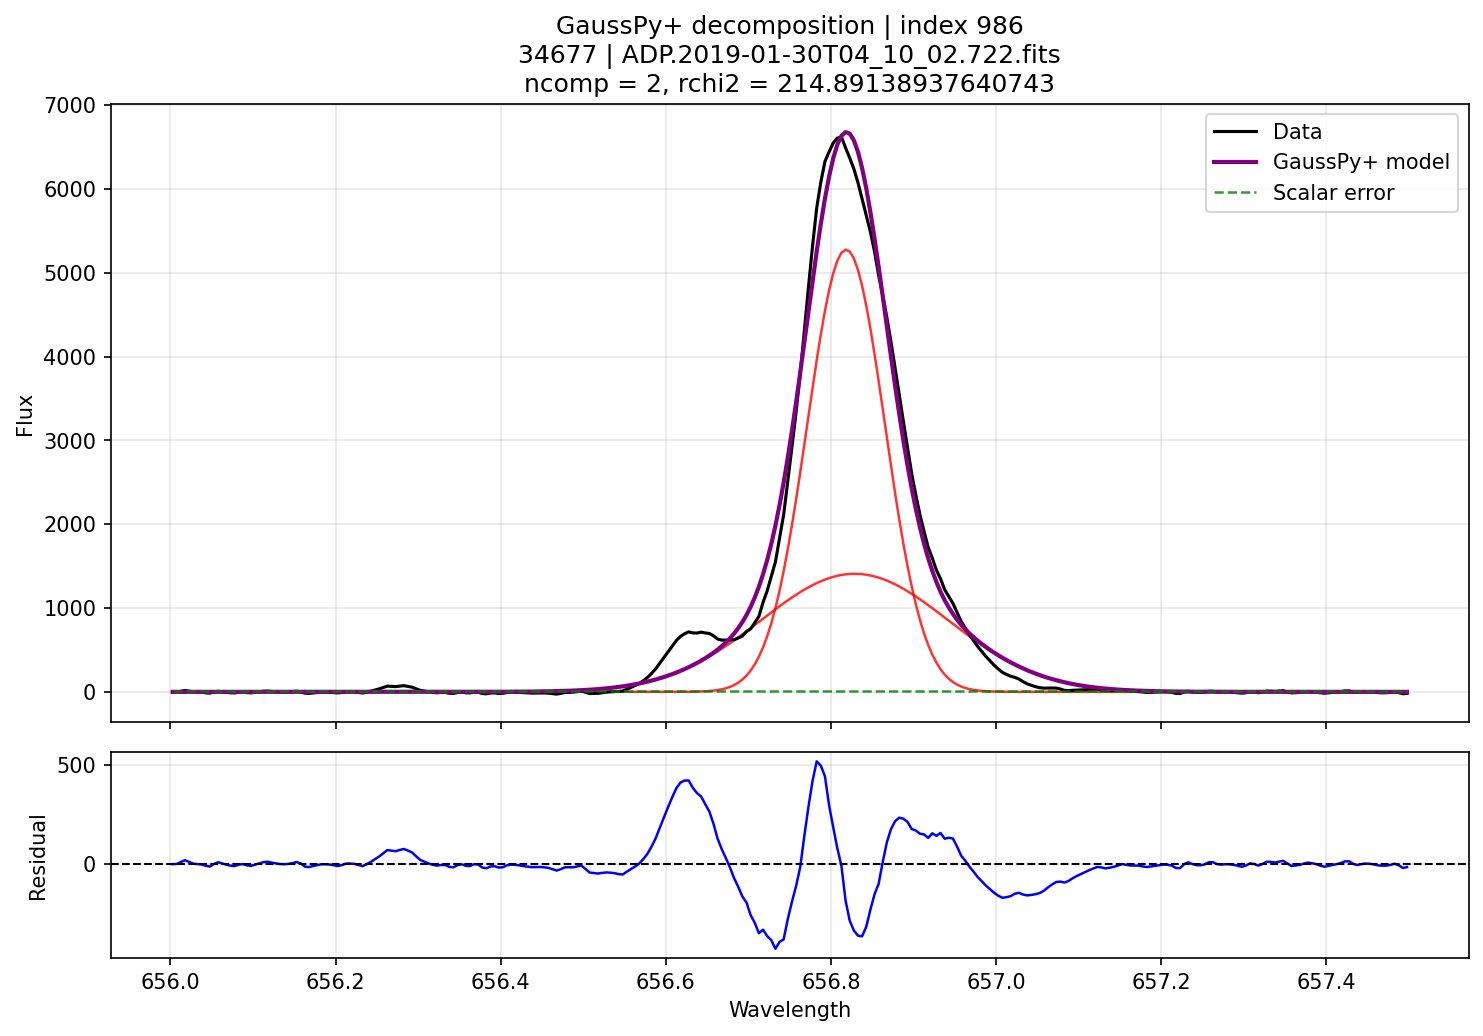 GaussPy+ decomposition | index 986
34677 | ADP.2019-01-30T04_10_02.722.fits
ncomp = 2, rchi2 = 214.89138937640743
7000
6000
5000
4000
3000
2000
1000
0
Flux
Data
GaussPy+ model
Scalar error
500
0
Residual
656.0 656.2 656.4 656.6 656.8 657.0 657.2 657.4
Wavelength